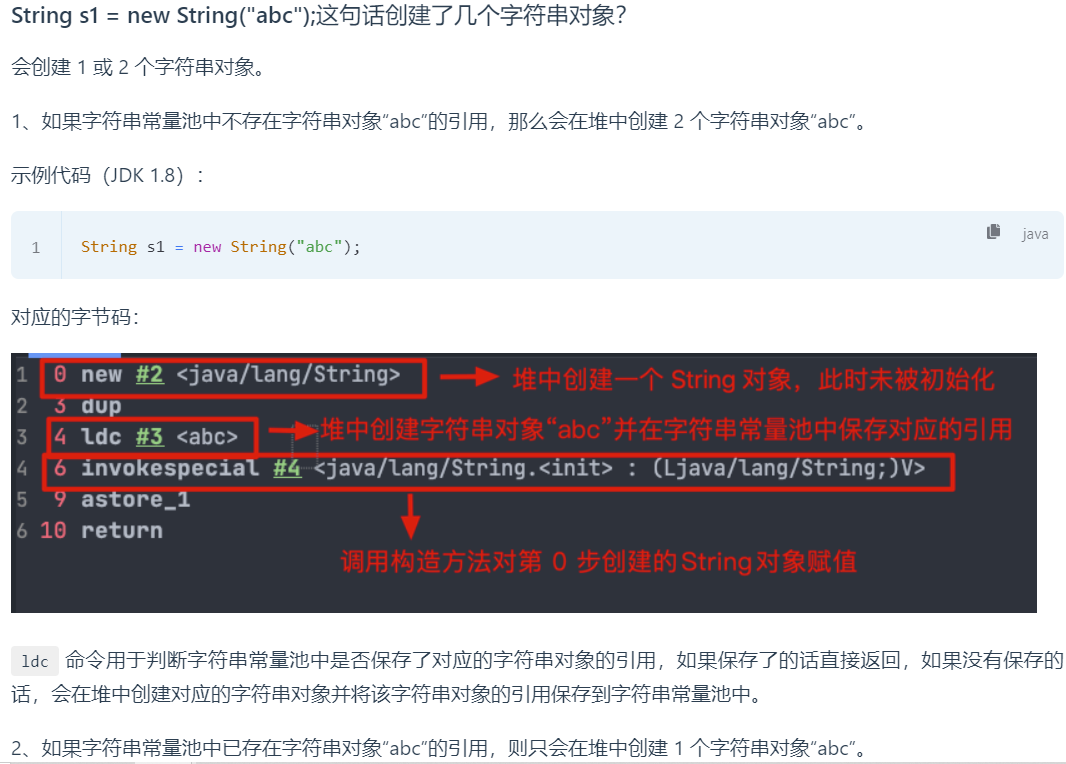 String s1 = new String("abc");这句话创建了几个字符串对象？
会创建 1 或 2 个字符串对象。
1、如果字符串常量池中不存在字符串对象“abc”的引用，那么会在堆中创建 2 个字符串对象“abc”。
示例代码（JDK 1.8）：
java
1 String s1 = new String("abc");
对应的字节码：
1 0 new #2 <java/lang/String> 堆中创建一个 String 对象，此时未被初始化
2 3 dup
3 4 ldc #3 <abc> 堆中创建字符串对象“abc”并在字符串常量池中保存对应的引用
4 6 invokespecial #4 <java/lang/String.<init> : (Ljava/lang/String;)V>
5 9 astore_1
6 10 return
调用构造方法对第 0 步创建的String对象赋值
ldc 命令用于判断字符串常量池中是否保存了对应的字符串对象的引用，如果保存了的话直接返回，如果没有保存的
话，会在堆中创建对应的字符串对象并将该字符串对象的引用保存到字符串常量池中。
2、如果字符串常量池中已存在字符串对象“abc”的引用，则只会在堆中创建 1 个字符串对象“abc”。